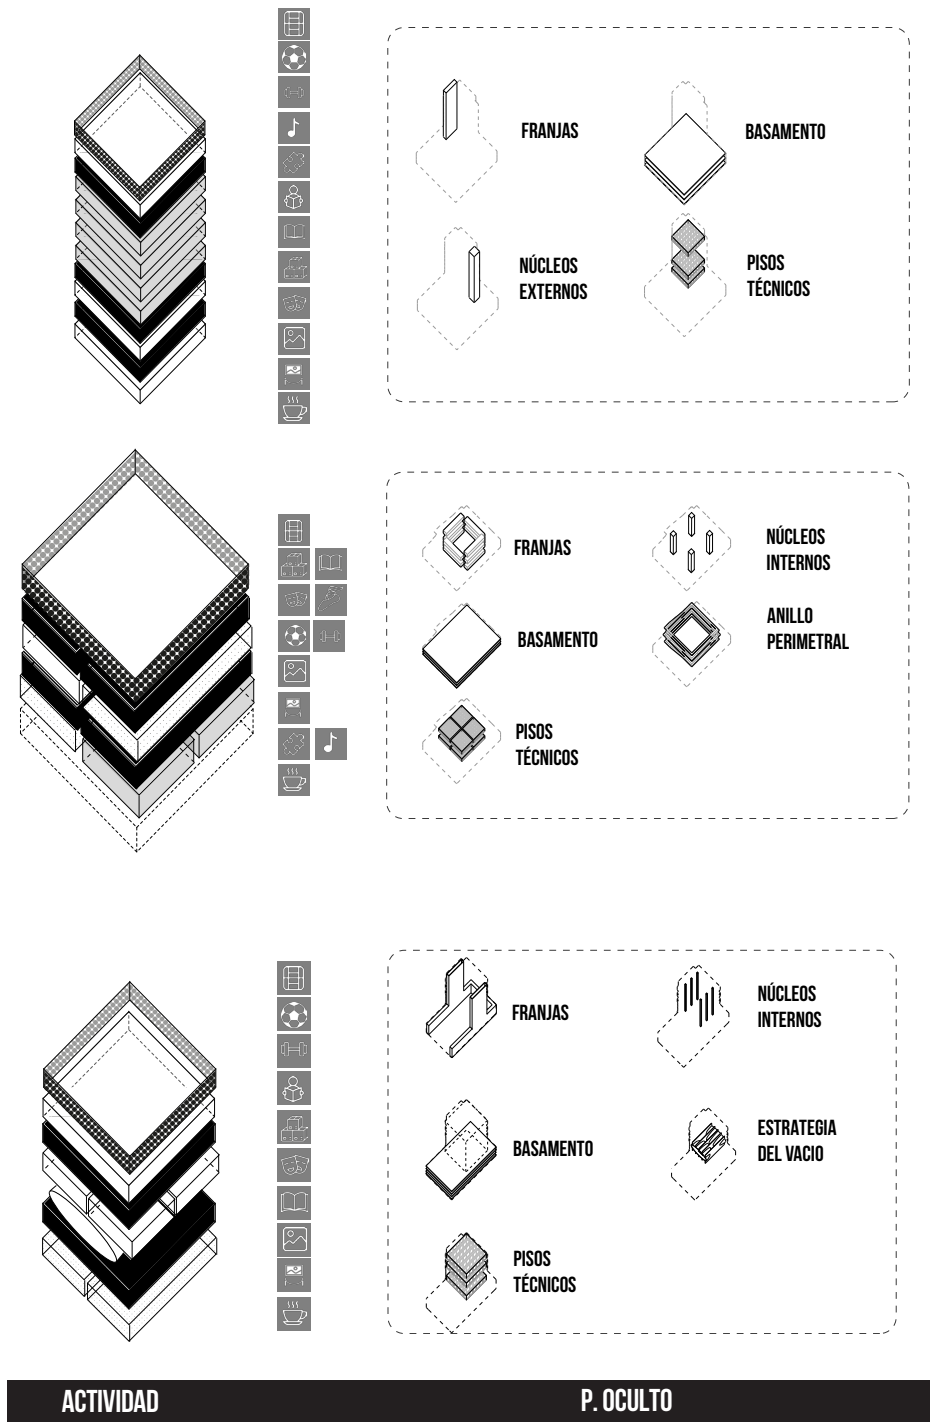 FRANJAS
BASAMENTO
NÚCLEOS
EXTERNOS
PISOS
TÉCNICOS
FRANJAS
NÚCLEOS
INTERNOS
BASAMENTO
ANILLO
PERIMETRAL
PISOS
TÉCNICOS
FRANJAS
NÚCLEOS
INTERNOS
BASAMENTO
ESTRATEGIA
DEL VACIO
PISOS
TÉCNICOS
ACTIVIDAD
P. OCULTO